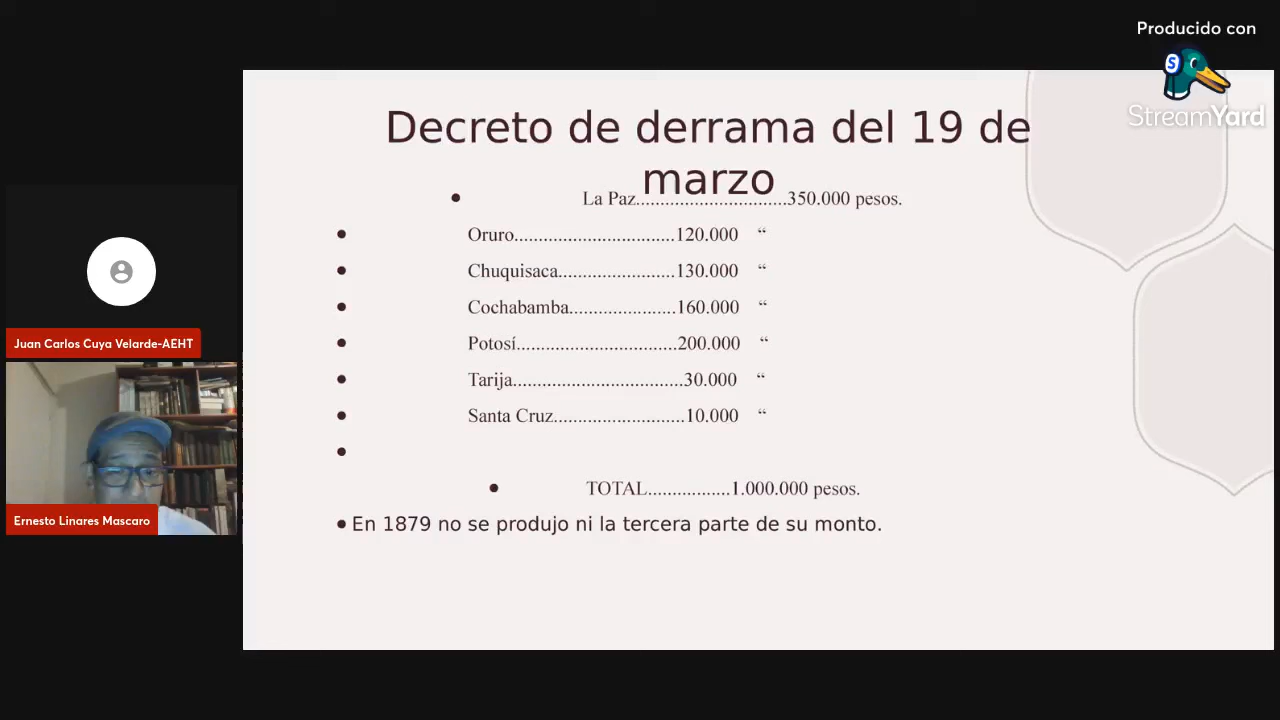 Producido con
StreamYard
Decreto de derrama del 19 de
marzo
• La Paz...............................350.000 pesos.
• Oruro.................................120.000 “
• Chuquisaca........................130.000 “
• Cochabamba......................160.000 “
• Potosí.................................200.000 “
• Tarija...................................30.000 “
• Santa Cruz...........................10.000 “
•
• TOTAL.................1.000.000 pesos.
• En 1879 no se produjo ni la tercera parte de su monto.
Juan Carlos Cuya Velarde-AEHT
Ernesto Linares Mascaro